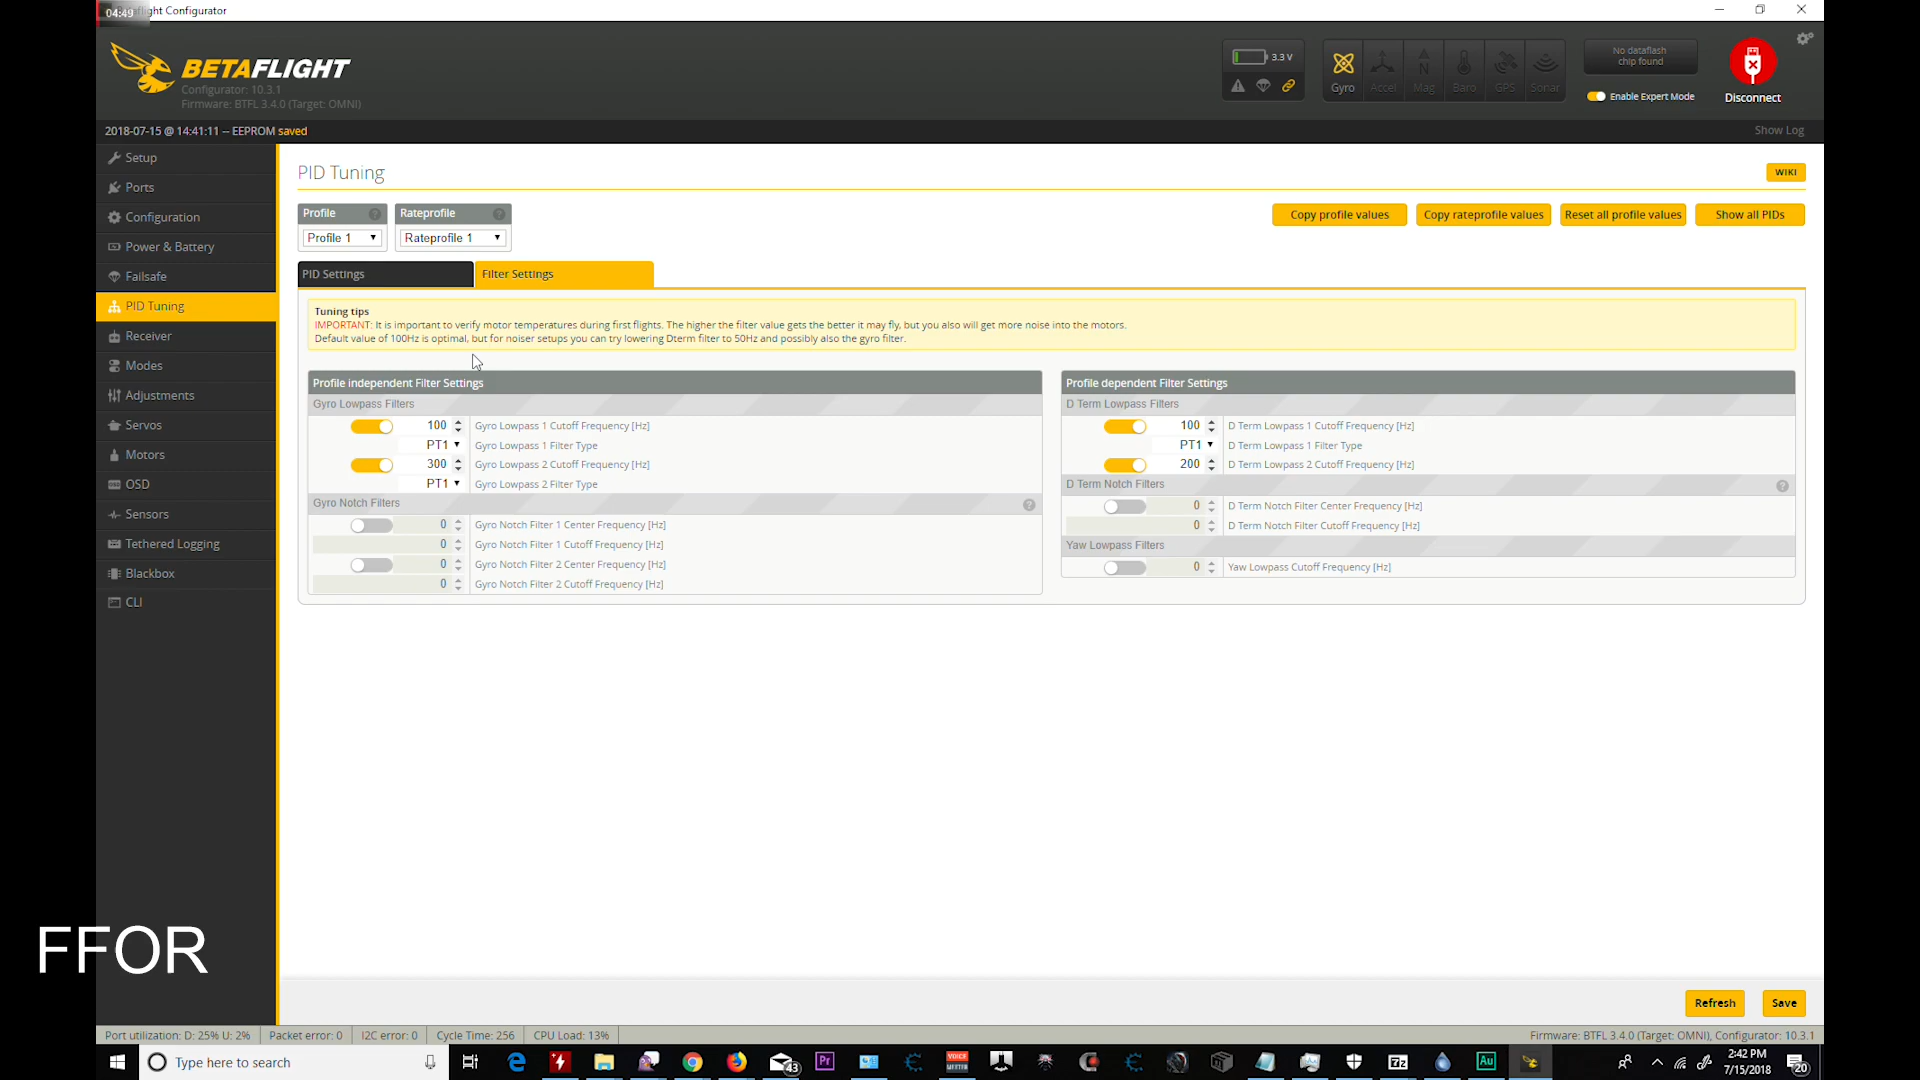 04:49
light Configurator
BETAFLIGHT
Configurator: 10.3.1
Firmware: BTFL 3.4.0 (Target: OMNI)
3.3 V
Gyro
Accel
Mag
Baro
GPS
Sonar
No dataflash
chip found
Enable Expert Mode
Disconnect
2018-07-15 @ 14:41:11 -- EEPROM saved
Show Log
Setup
Ports
Configuration
Power & Battery
Failsafe
PID Tuning
Receiver
Modes
Adjustments
Servos
Motors
OSD
Sensors
Tethered Logging
Blackbox
CLI
PID Tuning
WIKI
Profile
Rateprofile
Profile 1
Rateprofile 1
Copy profile values
Copy rateprofile values
Reset all profile values
Show all PIDs
PID Settings
Filter Settings
Tuning tips
IMPORTANT: It is important to verify motor temperatures during first flights. The higher the filter value gets the better it may fly, but you also will get more noise into the motors.
Default value of 100Hz is optimal, but for noiser setups you can try lowering Dterm filter to 50Hz and possibly also the gyro filter.
Profile independent Filter Settings
Gyro Lowpass Filters
100 Gyro Lowpass 1 Cutoff Frequency [Hz]
PT1 Gyro Lowpass 1 Filter Type
300 Gyro Lowpass 2 Cutoff Frequency [Hz]
PT1 Gyro Lowpass 2 Filter Type
Gyro Notch Filters
0 Gyro Notch Filter 1 Center Frequency [Hz]
0 Gyro Notch Filter 1 Cutoff Frequency [Hz]
0 Gyro Notch Filter 2 Center Frequency [Hz]
0 Gyro Notch Filter 2 Cutoff Frequency [Hz]
Profile dependent Filter Settings
D Term Lowpass Filters
100 D Term Lowpass 1 Cutoff Frequency [Hz]
PT1 D Term Lowpass 1 Filter Type
200 D Term Lowpass 2 Cutoff Frequency [Hz]
D Term Notch Filters
0 D Term Notch Filter Center Frequency [Hz]
0 D Term Notch Filter Cutoff Frequency [Hz]
Yaw Lowpass Filters
0 Yaw Lowpass Cutoff Frequency [Hz]
FFOR
Refresh
Save
Port utilization: D: 25% U: 2%
Packet error: 0
I2C error: 0
Cycle Time: 256
CPU Load: 13%
Firmware: BTFL 3.4.0 (Target: OMNI), Configurator: 10.3.1
Type here to search
43
Pr
VOICE
MEETER
7z
Au
2:42 PM
7/15/2018
20